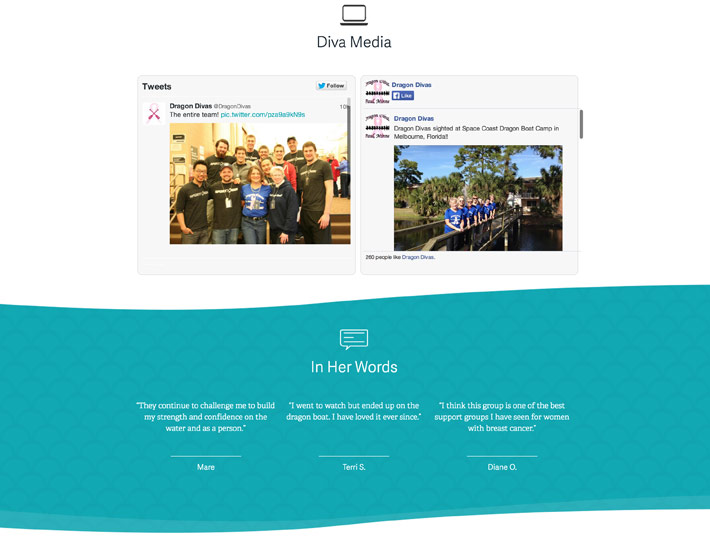 Diva Media
Tweets
Follow
Dragon Divas @DragonDivas
The entire team! pic.twitter.com/pza9a9kN9s
Dragon Divas
Like
Dragon Divas
Dragon Divas sighted at Space Coast Dragon Boat Camp in
Melbourne, Florida!!
260 people like Dragon Divas.
In Her Words
“They continue to challenge me to build
my strength and confidence on the
water and as a person.”
Mare
“I went to watch but ended up on the
dragon boat. I have loved it ever since.”
Terri S.
“I think this group is one of the best
support groups I have seen for women
with breast cancer.”
Diane O.